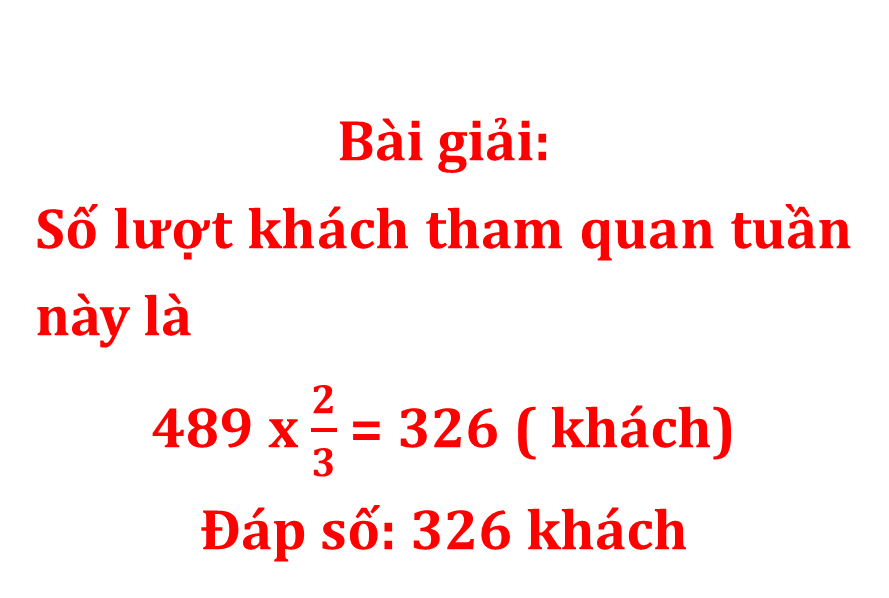 Bài giải:
Số lượt khách tham quan tuần
này là
489 x 2/3 = 326 ( khách)
Đáp số: 326 khách